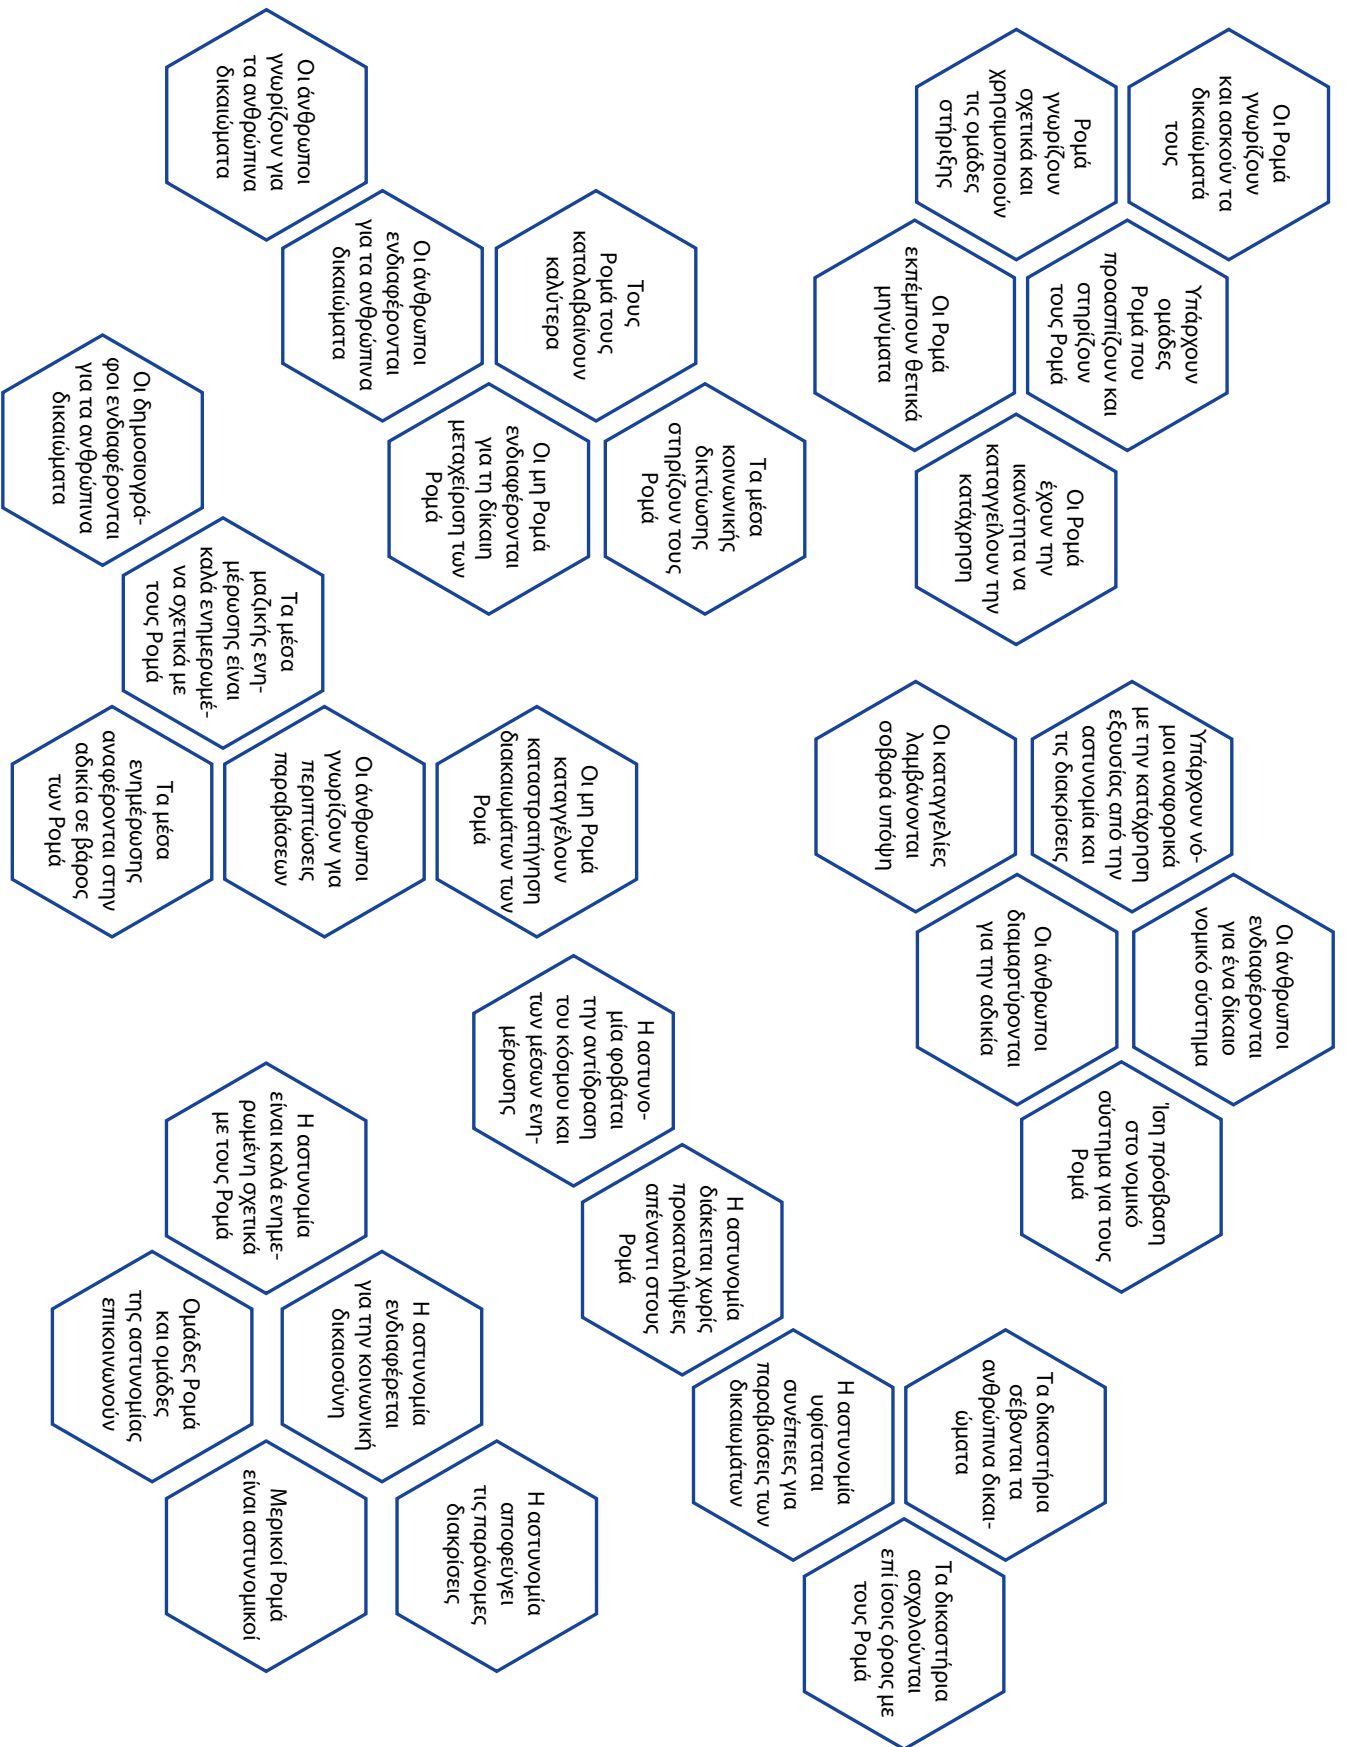 Οι Ρομά
γνωρίζουν
και ασκούν τα
δικαιώματά
τους
Ρομά
γνωρίζουν
σχετικά και
χρησιμοποιούν
τις ομάδες
στήριξης
Υπάρχουν
ομάδες
Ρομά που
προασπίζουν και
στηρίζουν
τους Ρομά
Οι Ρομά
εκπέμπουν θετικά
μηνύματα
Οι Ρομά
έχουν την
ικανότητα να
καταγγείλουν την
κατάχρηση
Υπάρχουν νό-
μοι αναφορικά
με την κατάχρηση
εξουσίας από την
αστυνομία και
τις διακρίσεις
Οι καταγγελίες
λαμβάνονται
σοβαρά υπόψη
Οι άνθρωποι
ενδιαφέρονται
για ένα δίκαιο
νομικό σύστημα
Οι άνθρωποι
διαμαρτύρονται
για την αδικία
Ίση πρόσβαση
στο νομικό
σύστημα για τους
Ρομά
Τα δικαστήρια
σέβονται τα
ανθρώπινα δικαι-
ώματα
Τα δικαστήρια
ασχολούνται
επί ίσοις όροις με
τους Ρομά
Η αστυνομία
υφίσταται
συνέπειες για
παραβιάσεις των
δικαιωμάτων
Η αστυνομία
διάκειται χωρίς
προκαταλήψεις
απέναντι στους
Ρομά
Η αστυνο-
μία φοβάται
την αντίδραση
του κόσμου και
των μέσων ενη-
μέρωσης
Τους
Ρομά τους
καταλαβαίνουν
καλύτερα
Τα μέσα
κοινωνικής
δικτύωσης
στηρίζουν τους
Ρομά
Οι άνθρωποι
ενδιαφέρονται
για τα ανθρώπινα
δικαιώματα
Οι μη Ρομά
ενδιαφέρονται
για τη δίκαιη
μεταχείριση των
Ρομά
Οι άνθρωποι
γνωρίζουν για
τα ανθρώπινα
δικαιώματα
Οι μη Ρομά
καταγγέλουν
καταστρατήγηση
διακαιωμάτων των
Ρομά
Οι άνθρωποι
γνωρίζουν για
περιπτώσεις
παραβιάσεων
Τα μέσα
μαζικής ενη-
μέρωσης είναι
καλά ενημερωμέ-
να σχετικά με
τους Ρομά
Τα μέσα
ενημέρωσης
αναφέρονται στην
αδικία σε βάρος
των Ρομά
Οι δημοσιογρά-
φοι ενδιαφέρονται
για τα ανθρώπινα
δικαιώματα
Η αστυνομία
αποφεύγει
τις παράνομες
διακρίσεις
Η αστυνομία
ενδιαφέρεται
για την κοινωνική
δικαιοσύνη
Η αστυνομία
είναι καλά ενημε-
ρωμένη σχετικά
με τους Ρομά
Μερικοί Ρομά
είναι αστυνομικοί
Ομάδες Ρομά
και ομάδες
της αστυνομίας
επικοινωνούν